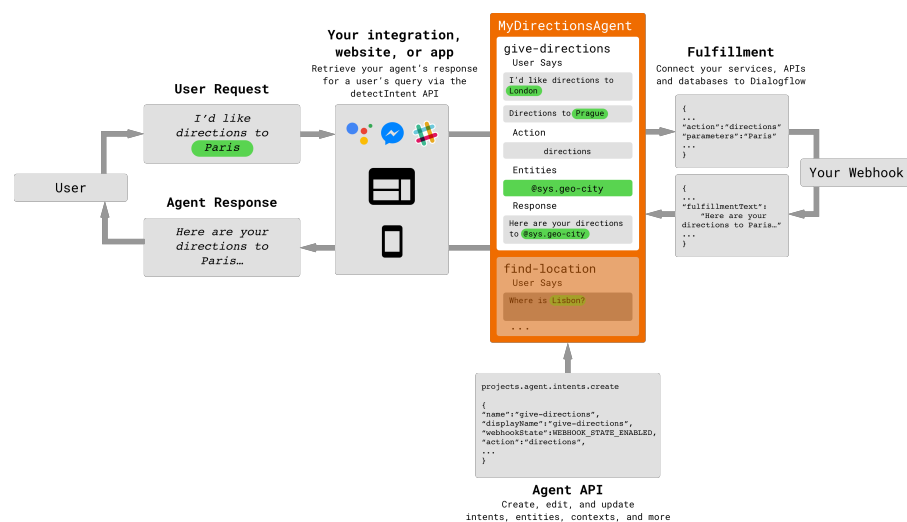 User
User Request
I'd like
directions to
Paris
Agent Response
Here are your
directions to
Paris…
Your integration,
website, or app
Retrieve your agent's response
for a user's query via the
detectIntent API
MyDirectionsAgent
give-directions
User Says
I'd like directions to
London
Directions to Prague
Action
directions
Entities
@sys.geo-city
Response
Here are your directions
to @sys.geo-city
find-location
User Says
Where is Lisbon?
...
Fulfillment
Connect your services, APIs
and databases to Dialogflow
{
...
"action":"directions"
"parameters":"Paris"
...
}
{
...
"fulfillmentText":
"Here are your
directions to Paris…"
...
}
Your Webhook
projects.agent.intents.create
{
"name":"give-directions",
"displayName":"give-directions",
"webhookState":WEBHOOK_STATE_ENABLED,
"action":"directions",
...
}
Agent API
Create, edit, and update
intents, entities, contexts, and more